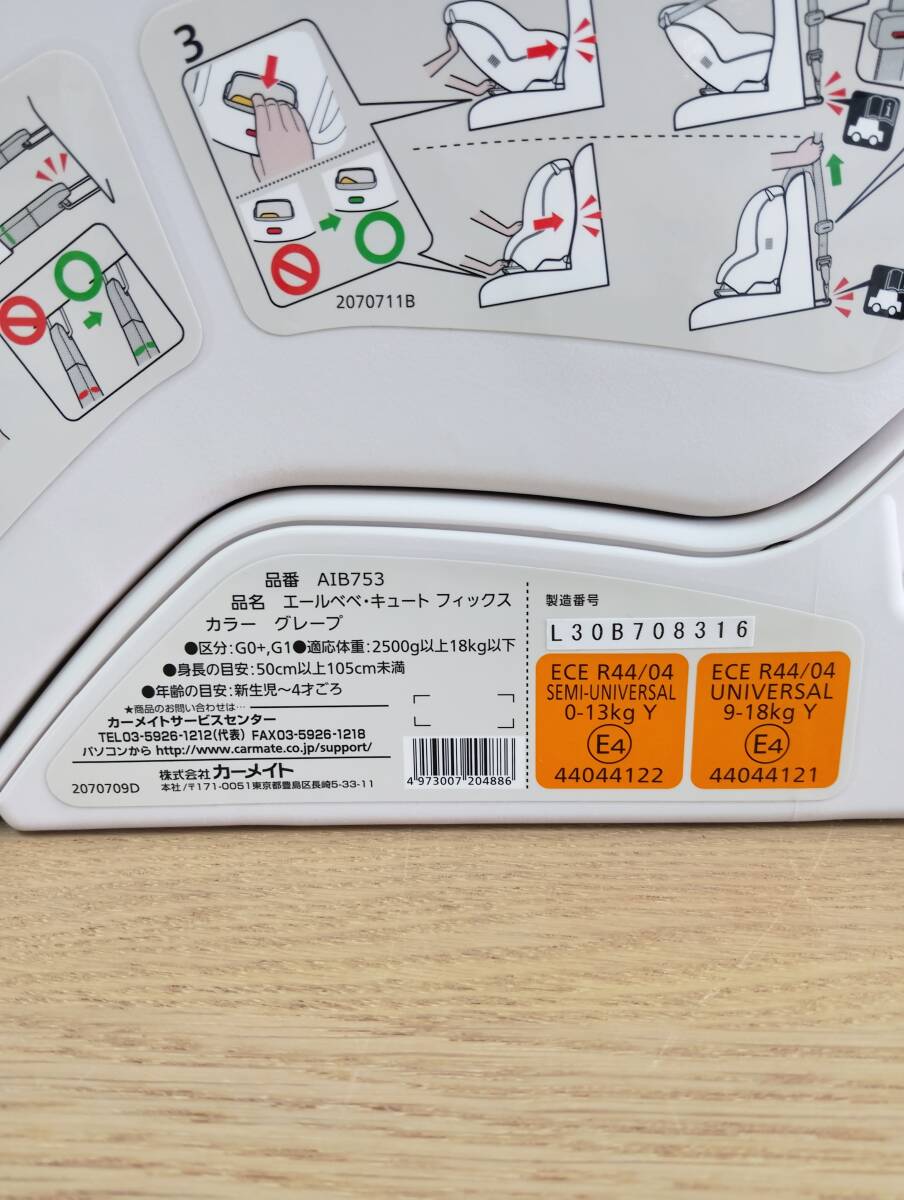 3
2070711B
品番 AIB753
品名 エールベベ・キュート フィックス
カラー グレープ
●区分:G0+,G1●適応体重:2500g以上18kg以下
●身長の目安:50cm以上105cm未満
●年齢の目安:新生児～4才ごろ
★商品のお問い合わせは…
カーメイトサービスセンター
TEL03-5926-1212(代表) FAX03-5926-1218
パソコンから http://www.carmate.co.jp/support/
株式会社 カーメイト
本社/〒171-0051東京都豊島区長崎5-33-11
2070709D
4 973007 204886
製造番号
L30B708316
ECE R44/04
SEMI-UNIVERSAL
0-13kg Y
E4
44044122
ECE R44/04
UNIVERSAL
9-18kg Y
E4
44044121